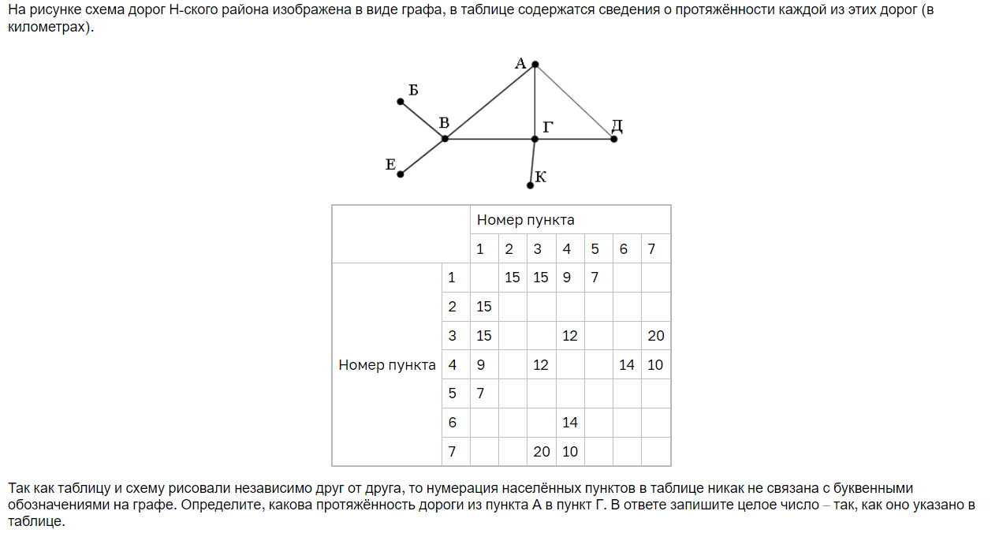 На рисунке схема дорог Н-ского района изображена в виде графа, в таблице содержатся сведения о протяжённости каждой из этих дорог (в
километрах).
А
Б
В
Г
Д
Е
К
Номер пункта
1 2 3 4 5 6 7
1 15 15 9 7
2 15
3 15 12 20
Номер пункта 4 9 12 14 10
5 7
6 14
7 20 10
Так как таблицу и схему рисовали независимо друг от друга, то нумерация населённых пунктов в таблице никак не связана с буквенными
обозначениями на графе. Определите, какова протяжённость дороги из пункта А в пункт Г. В ответе запишите целое число – так, как оно указано в
таблице.